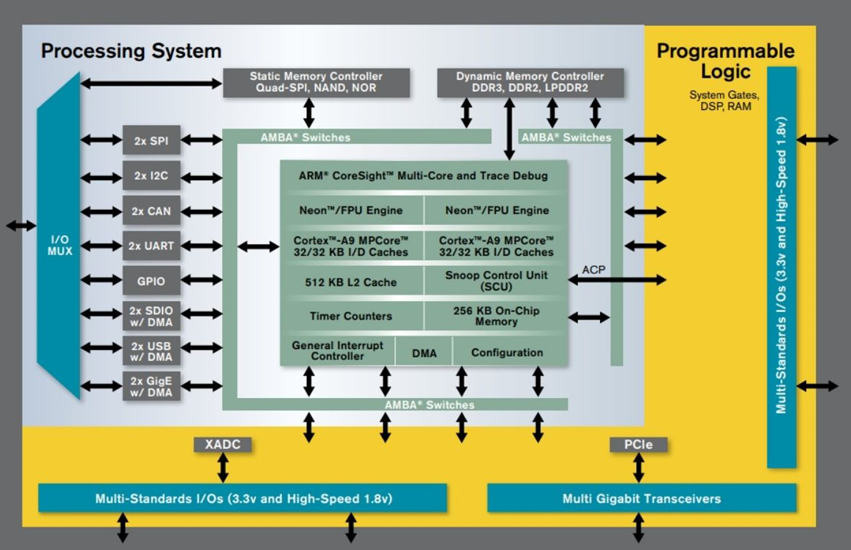 Processing System
Programmable
Logic
System Gates,
DSP, RAM
Static Memory Controller
Quad-SPI, NAND, NOR
Dynamic Memory Controller
DDR3, DDR2, LPDDR2
AMBA® Switches
AMBA® Switches
2x SPI
2x I2C
2x CAN
2x UART
GPIO
2x SDIO
w/ DMA
2x USB
w/ DMA
2x GigE
w/ DMA
I/O
MUX
ARM® CoreSight™ Multi-Core and Trace Debug
Neon™/FPU Engine
Neon™/FPU Engine
Cortex™-A9 MPCore™
32/32 KB I/D Caches
Cortex™-A9 MPCore™
32/32 KB I/D Caches
512 KB L2 Cache
Snoop Control Unit
(SCU)
ACP
Timer Counters
256 KB On-Chip
Memory
General Interrupt
Controller
DMA
Configuration
AMBA® Switches
Multi-Standards I/Os (3.3v and High-Speed 1.8v)
XADC
PCIe
Multi-Standards I/Os (3.3v and High-Speed 1.8v)
Multi Gigabit Transceivers